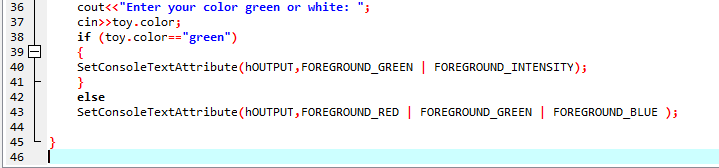 36 cout<<"Enter your color green or white: ";
37 cin>>toy.color;
38 if (toy.color=="green")
39 {
40 SetConsoleTextAttribute(hOUTPUT,FOREGROUND_GREEN | FOREGROUND_INTENSITY);
41 }
42 else
43 SetConsoleTextAttribute(hOUTPUT,FOREGROUND_RED | FOREGROUND_GREEN | FOREGROUND_BLUE );
44
45 }
46